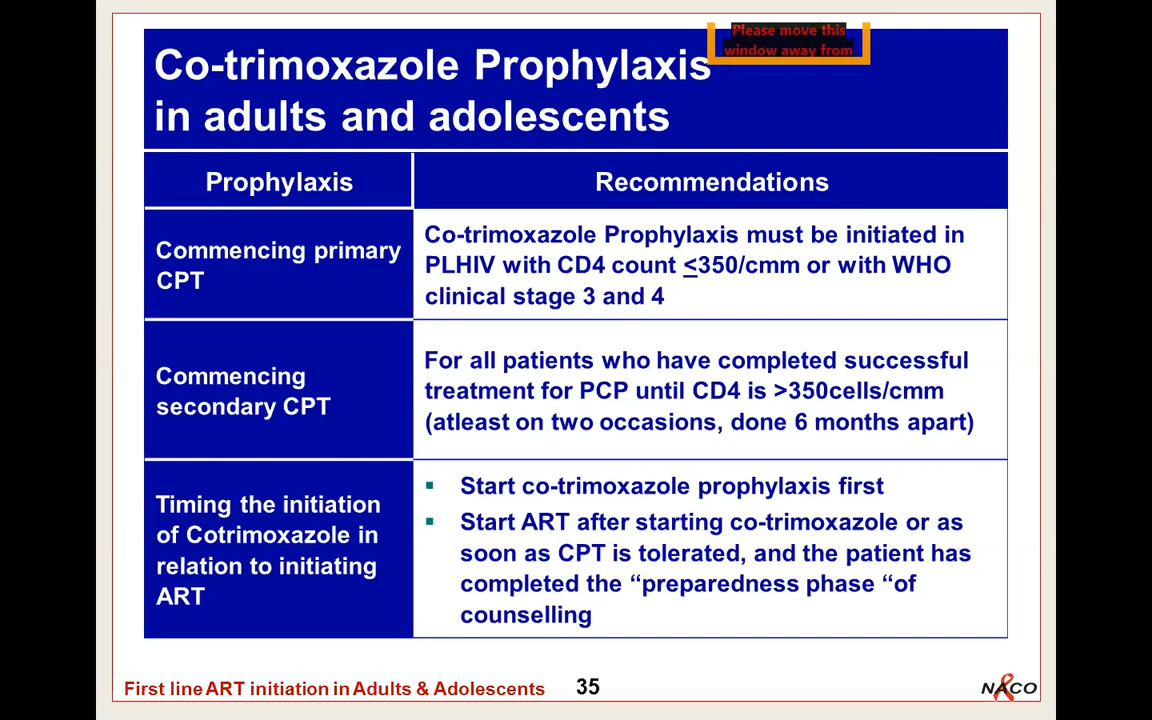 Please move this
window away from
Co-trimoxazole Prophylaxis
in adults and adolescents
Prophylaxis
Recommendations
Commencing primary
CPT
Co-trimoxazole Prophylaxis must be initiated in
PLHIV with CD4 count ≤350/cmm or with WHO
clinical stage 3 and 4
Commencing
secondary CPT
For all patients who have completed successful
treatment for PCP until CD4 is >350cells/cmm
(atleast on two occasions, done 6 months apart)
Timing the initiation
of Cotrimoxazole in
relation to initiating
ART
▪ Start co-trimoxazole prophylaxis first
▪ Start ART after starting co-trimoxazole or as
soon as CPT is tolerated, and the patient has
completed the “preparedness phase “of
counselling
First line ART initiation in Adults & Adolescents
35
NACO